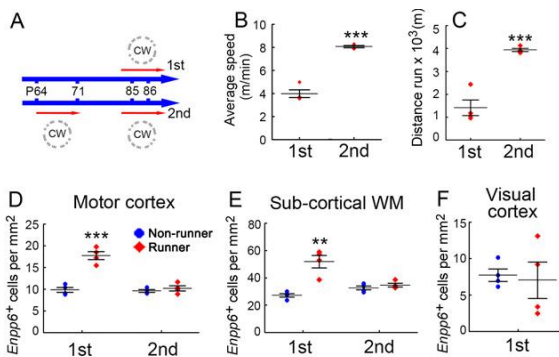 A
CW
1st
P64 71 85 86
2nd
CW CW
B
Average speed
(m/min)
10
8
6
4
2
0
***
1st 2nd
C
Distance run x 10³(m)
5
4
3
2
1
0
***
1st 2nd
D Motor cortex
Enpp6⁺ cells per mm2
25
20
15
10
5
0
***
Non-runner
Runner
1st 2nd
E Sub-cortical WM
Enpp6⁺ cells per mm2
80
60
40
20
0
**
1st 2nd
F Visual
cortex
Enpp6⁺ cells per mm2
15
10
5
0
1st